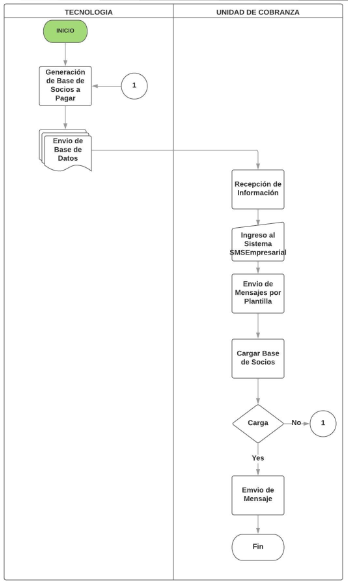 TECNOLOGIA
UNIDAD DE COBRANZA
INICIO
Generación
de Base de
Socios a
Pagar
1
Envio de
Base de
Datos
Recepción de
Información
Ingreso al
Sistema
SMSEmpresarial
Envio de
Mensajes por
Plantilla
Cargar Base
de Socios
Carga
No
1
Yes
Emvio de
Mensaje
Fin